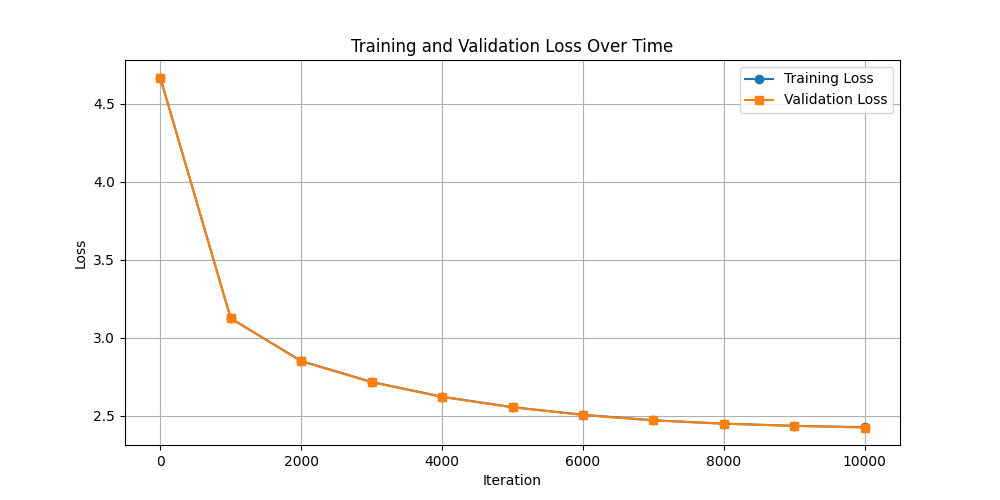 Training and Validation Loss Over Time
Training Loss
Validation Loss
Loss
4.5
4.0
3.5
3.0
2.5
0 2000 4000 6000 8000 10000
Iteration